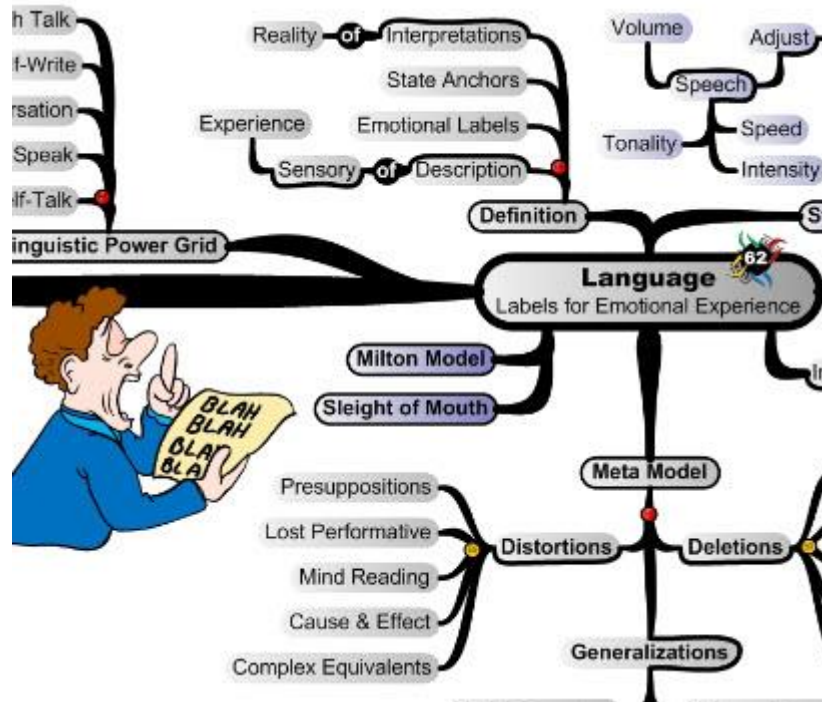 h Talk
f-Write
rsation
Speak
lf-Talk
inguistic Power Grid
Reality of Interpretations
State Anchors
Emotional Labels
Experience
Sensory of Description
Definition
Volume
Adjust
Speech
Tonality
Speed
Intensity
S
62
Language
Labels for Emotional Experience
Milton Model
Sleight of Mouth
In
BLAH
BLAH
BLA
BLA
Meta Model
Presuppositions
Lost Performative
Mind Reading
Cause & Effect
Complex Equivalents
Distortions
Deletions
Generalizations